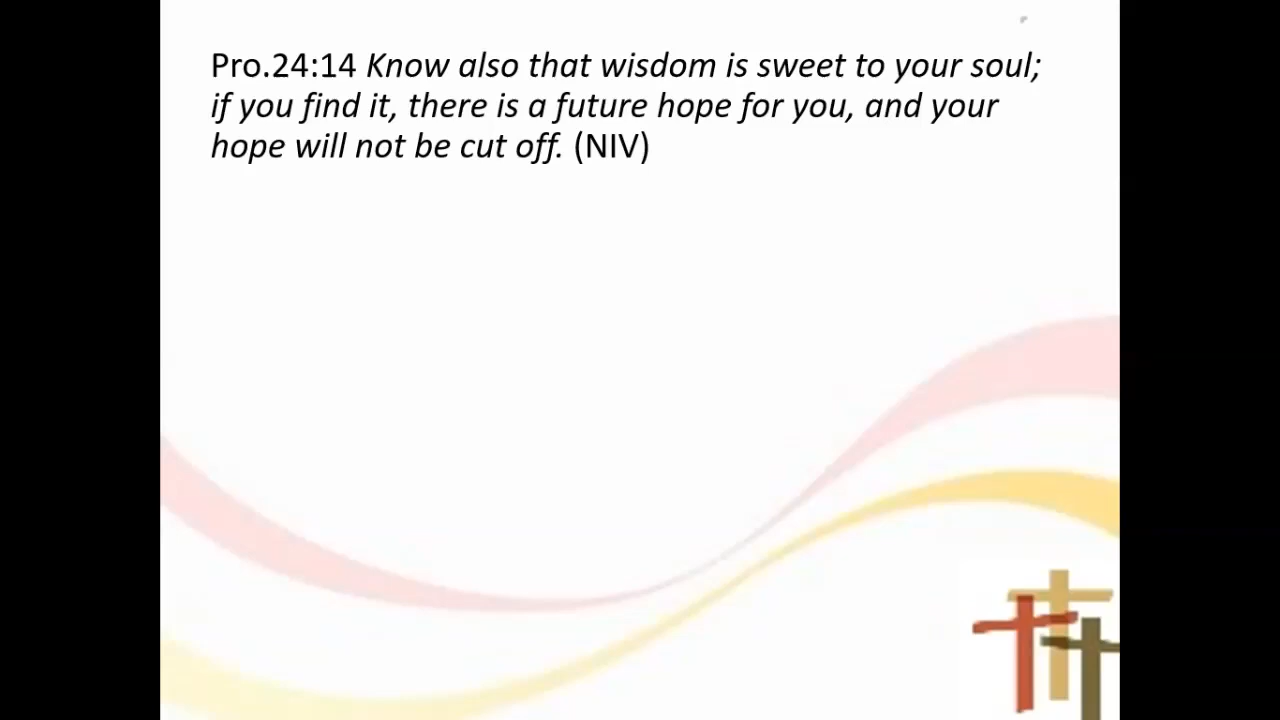 Pro.24:14 Know also that wisdom is sweet to your soul;
if you find it, there is a future hope for you, and your
hope will not be cut off. (NIV)